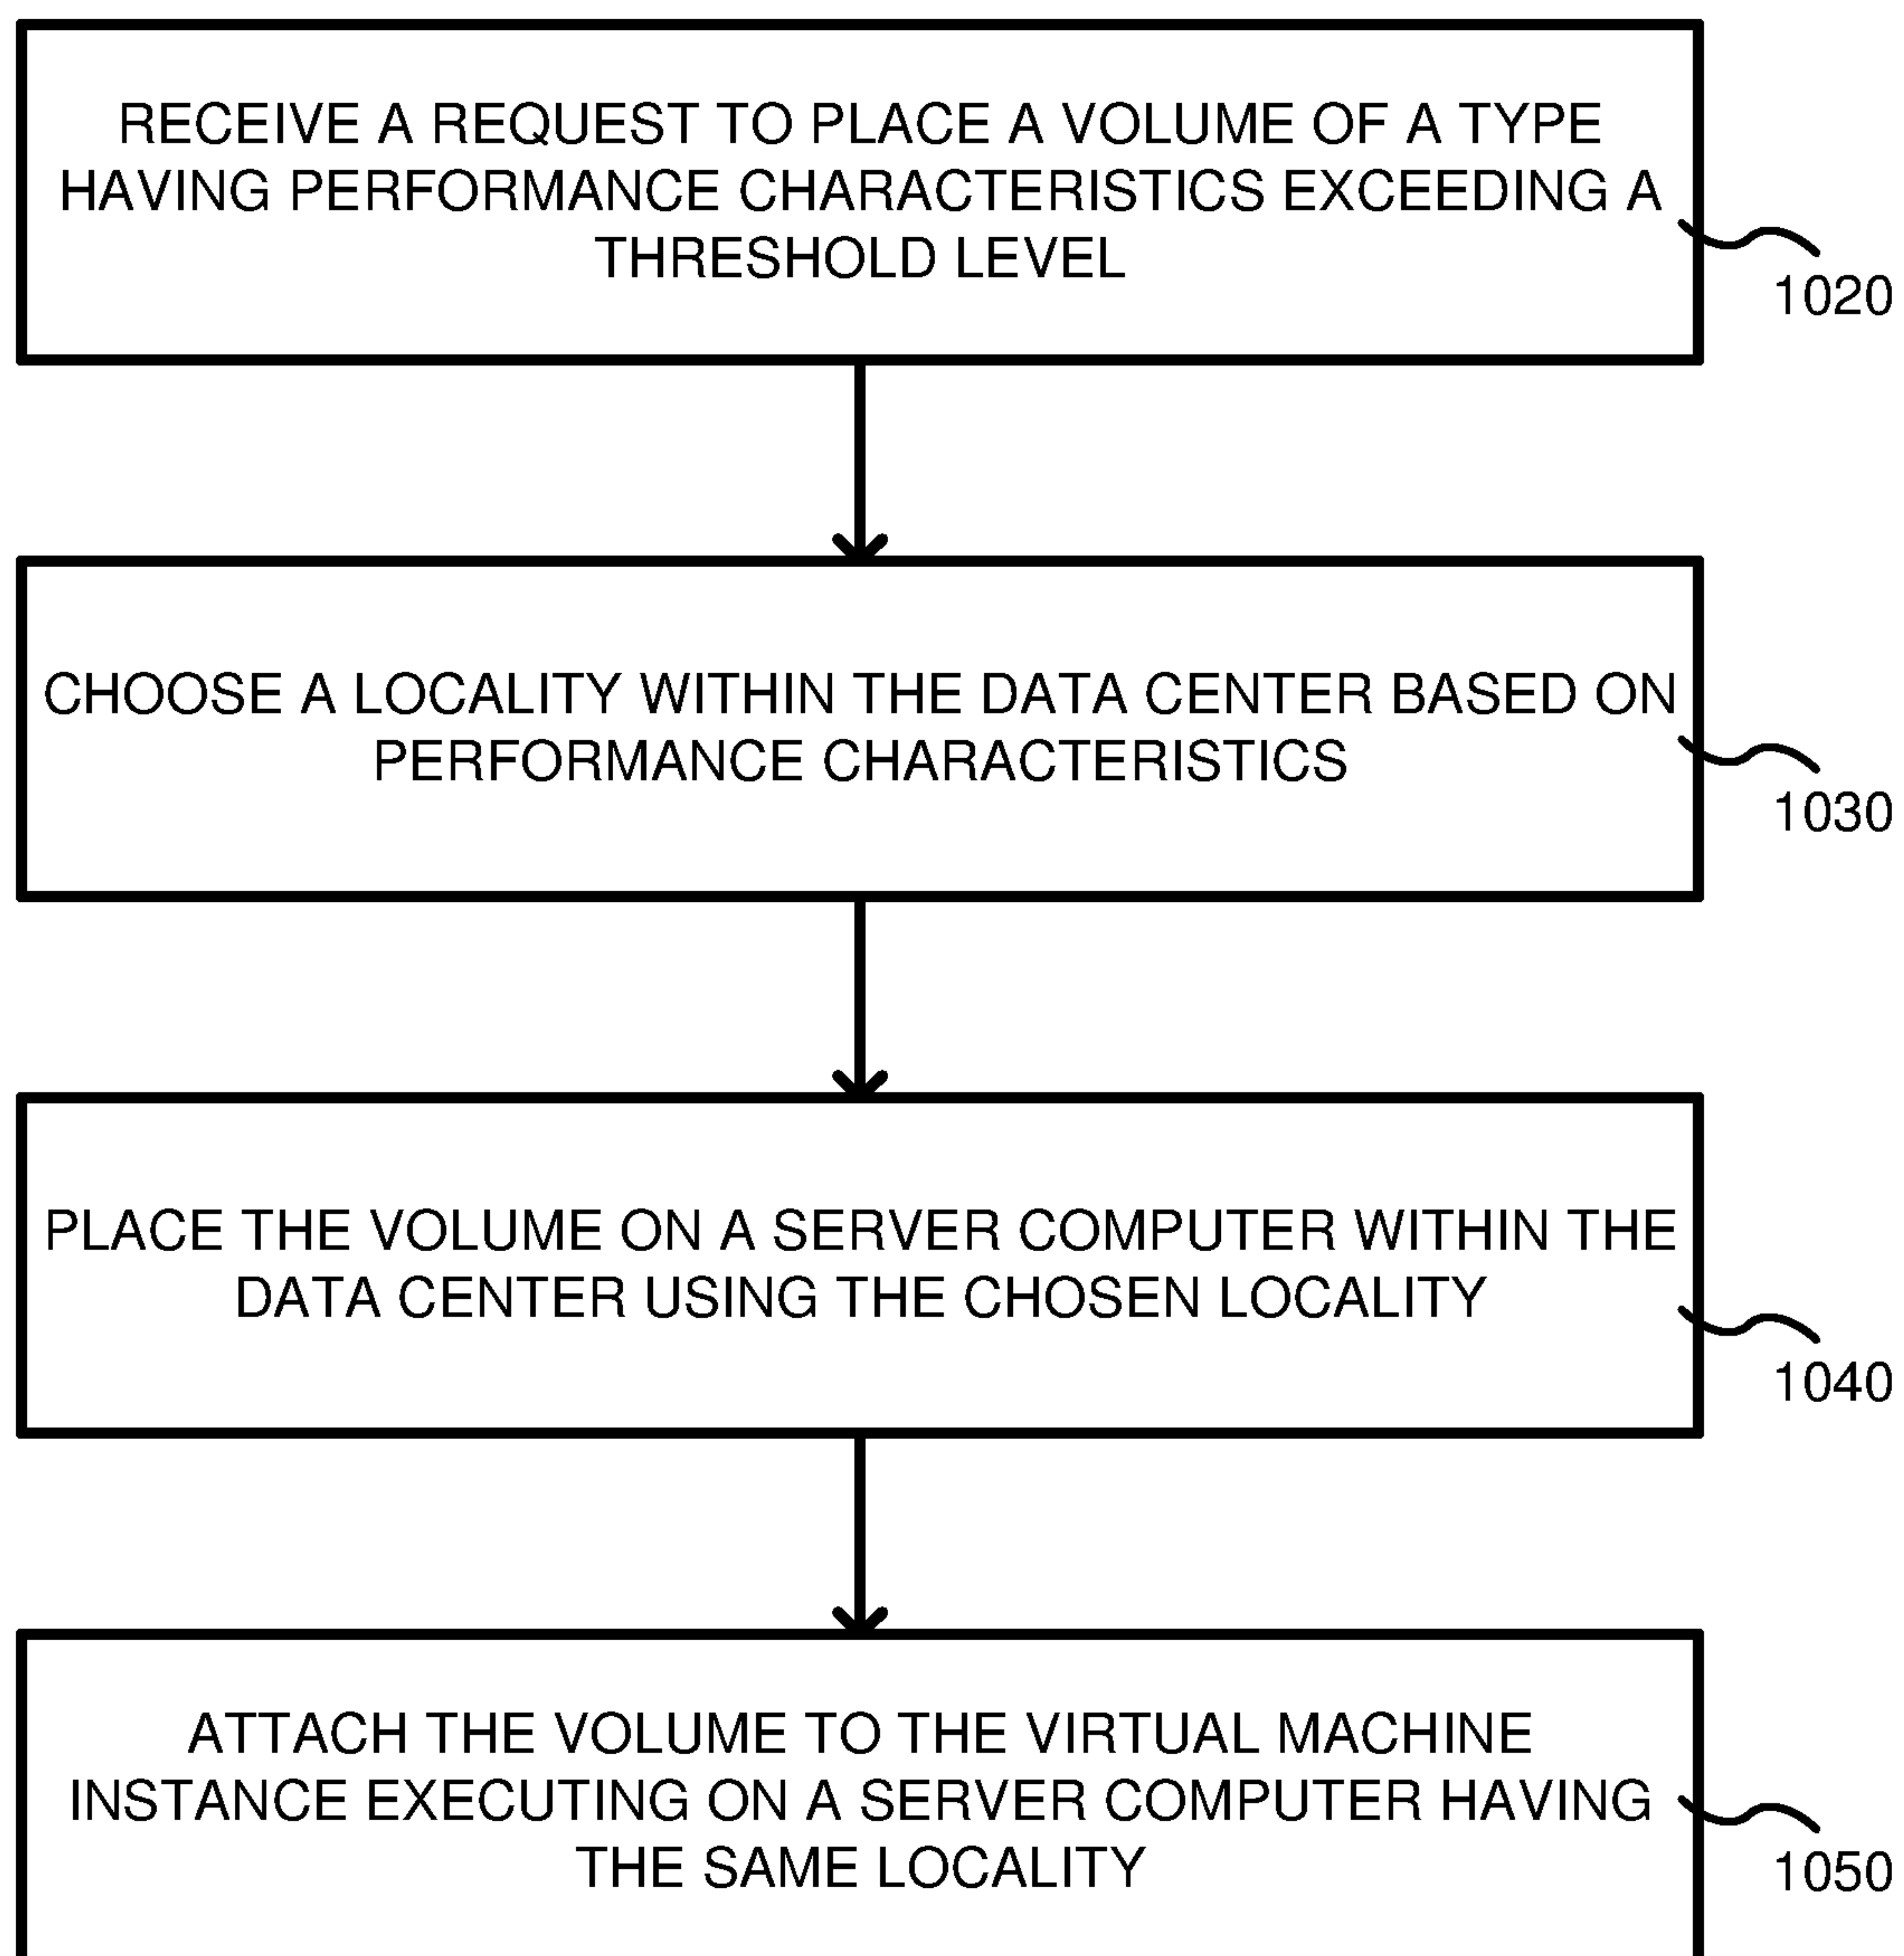 RECEIVE A REQUEST TO PLACE A VOLUME OF A TYPE
HAVING PERFORMANCE CHARACTERISTICS EXCEEDING A
THRESHOLD LEVEL
1020
CHOOSE A LOCALITY WITHIN THE DATA CENTER BASED ON
PERFORMANCE CHARACTERISTICS
1030
PLACE THE VOLUME ON A SERVER COMPUTER WITHIN THE
DATA CENTER USING THE CHOSEN LOCALITY
1040
ATTACH THE VOLUME TO THE VIRTUAL MACHINE
INSTANCE EXECUTING ON A SERVER COMPUTER HAVING
THE SAME LOCALITY
1050